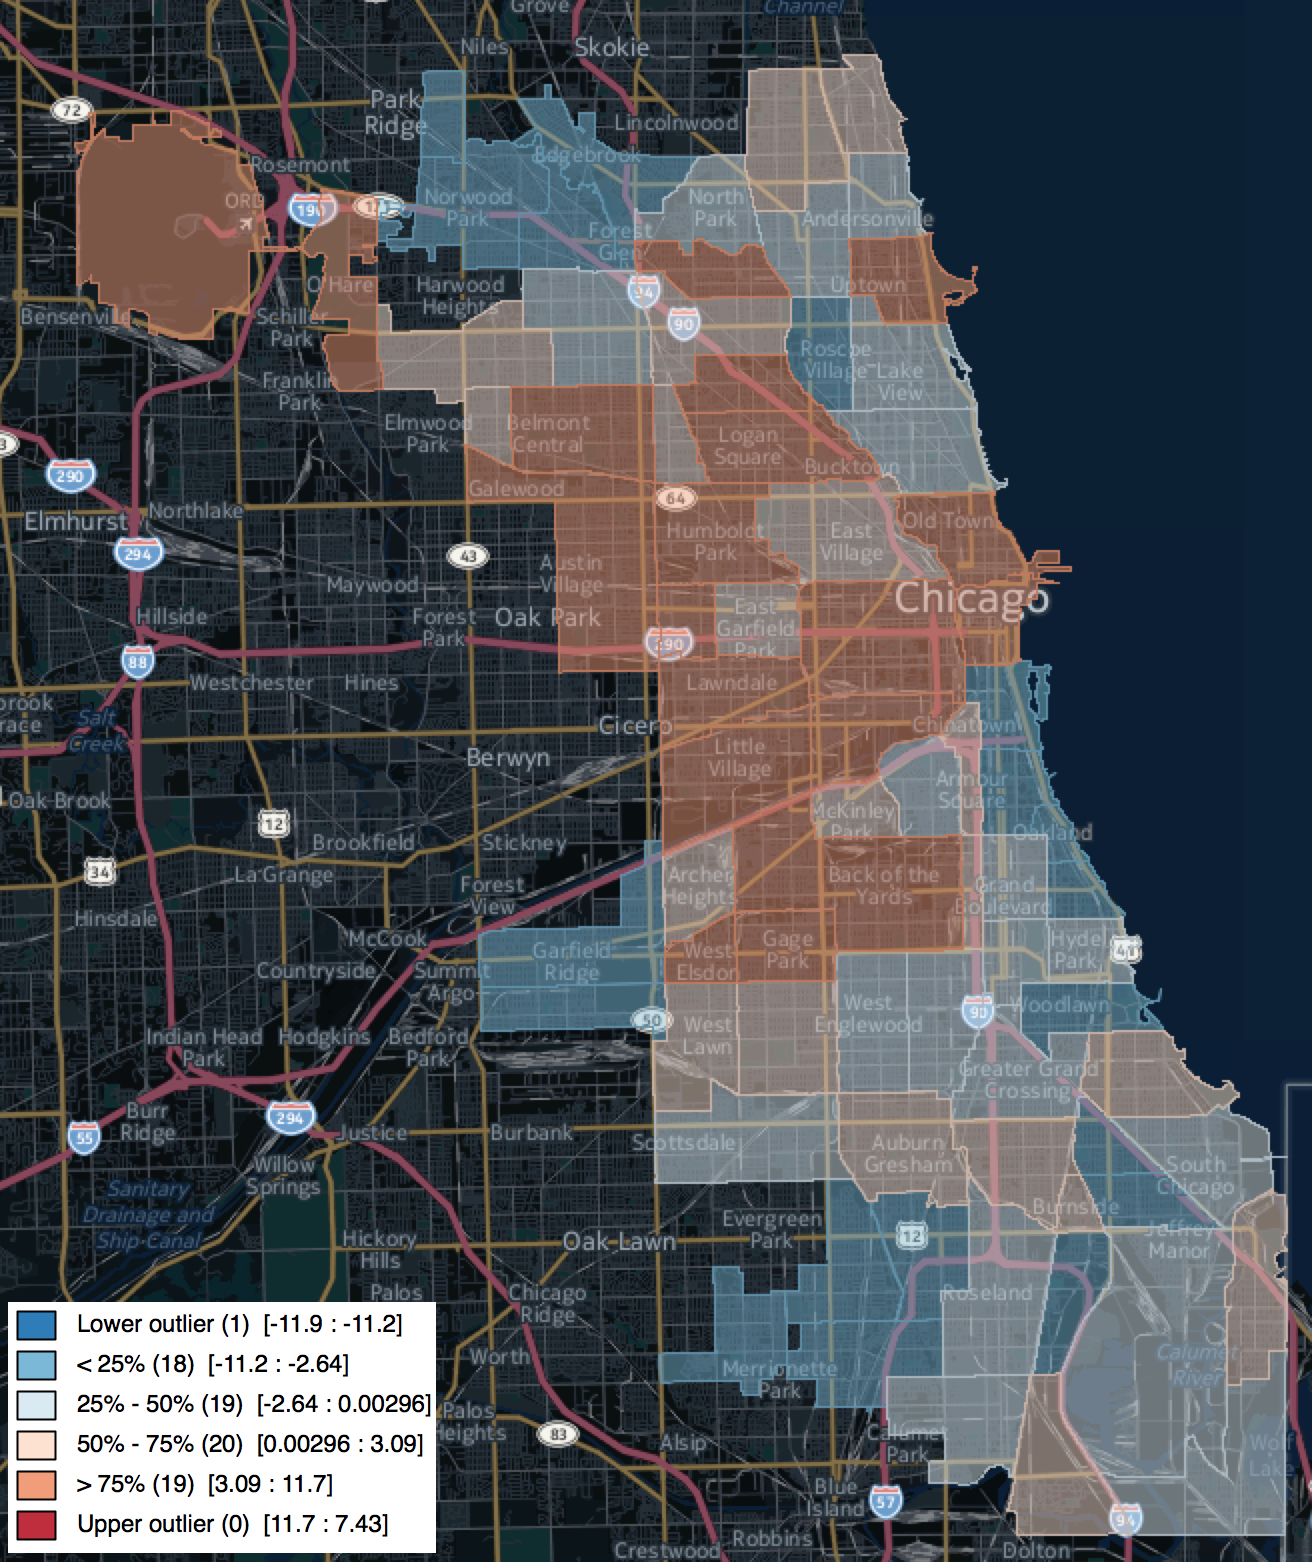 Grove
Channel
Niles
Skokie
72
Park
Ridge
Lincolnwood
Rosemont
Edgebrook
ORD
190
Norwood
Park
North
Park
Andersonville
Forest
Glen
O'Hare
Harwood
Heights
94
Uptown
Bensenville
Schiller
Park
90
Roscoe
Village
Lake
View
Franklin
Park
Elmwood
Park
Belmont
Central
Logan
Square
Bucktown
290
Galewood
64
Elmhurst
Northlake
Humboldt
Park
East
Village
Old Town
294
43
Austin
Village
Maywood
Chicago
Hillside
Forest
Park
Oak Park
East
Garfield
Park
290
88
Westchester
Hines
Lawndale
brook
race
Salt
Creek
Cicero
Chinatown
Berwyn
Little
Village
Oak Brook
Armour
Square
McKinley
Park
12
Brookfield
Stickney
Oakland
34
La Grange
Forest
View
Archer
Heights
Back of the
Yards
Grand
Boulevard
Hinsdale
McCook
Garfield
Ridge
West
Elsdon
Gage
Park
Hyde
Park
41
Countryside
Summit
Argo
50
West
Englewood
90
Woodlawn
Indian Head
Park
Hodgkins
Bedford
Park
West
Lawn
Greater Grand
Crossing
Burr
Ridge
55
294
Justice
Burbank
Scottsdale
Auburn
Gresham
South
Chicago
Willow
Springs
Sanitary
Drainage and
Ship Canal
Burnside
Evergreen
Park
12
Jeffrey
Manor
Hickory
Hills
Oak Lawn
Palos
Chicago
Ridge
Roseland
Worth
Merrionette
Park
Calumet
River
Palos
Heights
83
Alsip
Calumet
Park
Wolf
Lake
Blue
Island
57
94
Crestwood
Robbins
Dolton
Lower outlier (1) [-11.9 : -11.2]
< 25% (18) [-11.2 : -2.64]
25% - 50% (19) [-2.64 : 0.00296]
50% - 75% (20) [0.00296 : 3.09]
> 75% (19) [3.09 : 11.7]
Upper outlier (0) [11.7 : 7.43]